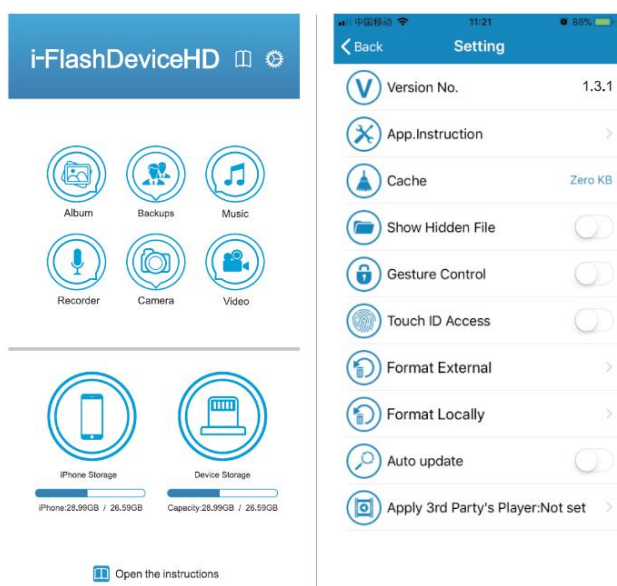 i-FlashDeviceHD
Album Backups Music
Recorder Camera Video
iPhone Storage Device Storage
iPhone:28.99GB / 26.59GB Capacity:28.99GB / 26.59GB
Open the instructions
中国移动 11:21 88%
Back Setting
V Version No. 1.3.1
App.Instruction
Cache Zero KB
Show Hidden File
Gesture Control
Touch ID Access
Format External
Format Locally
Auto update
Apply 3rd Party's Player:Not set